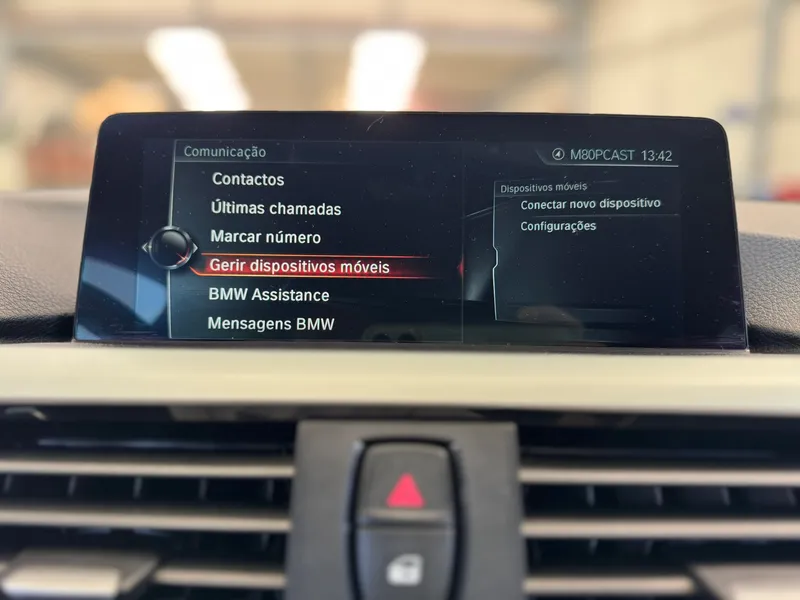 Comunicação
M80PCAST 13:42
Contactos
Últimas chamadas
Marcar número
Gerir dispositivos móveis
BMW Assistance
Mensagens BMW
Dispositivos móveis
Conectar novo dispositivo
Configurações